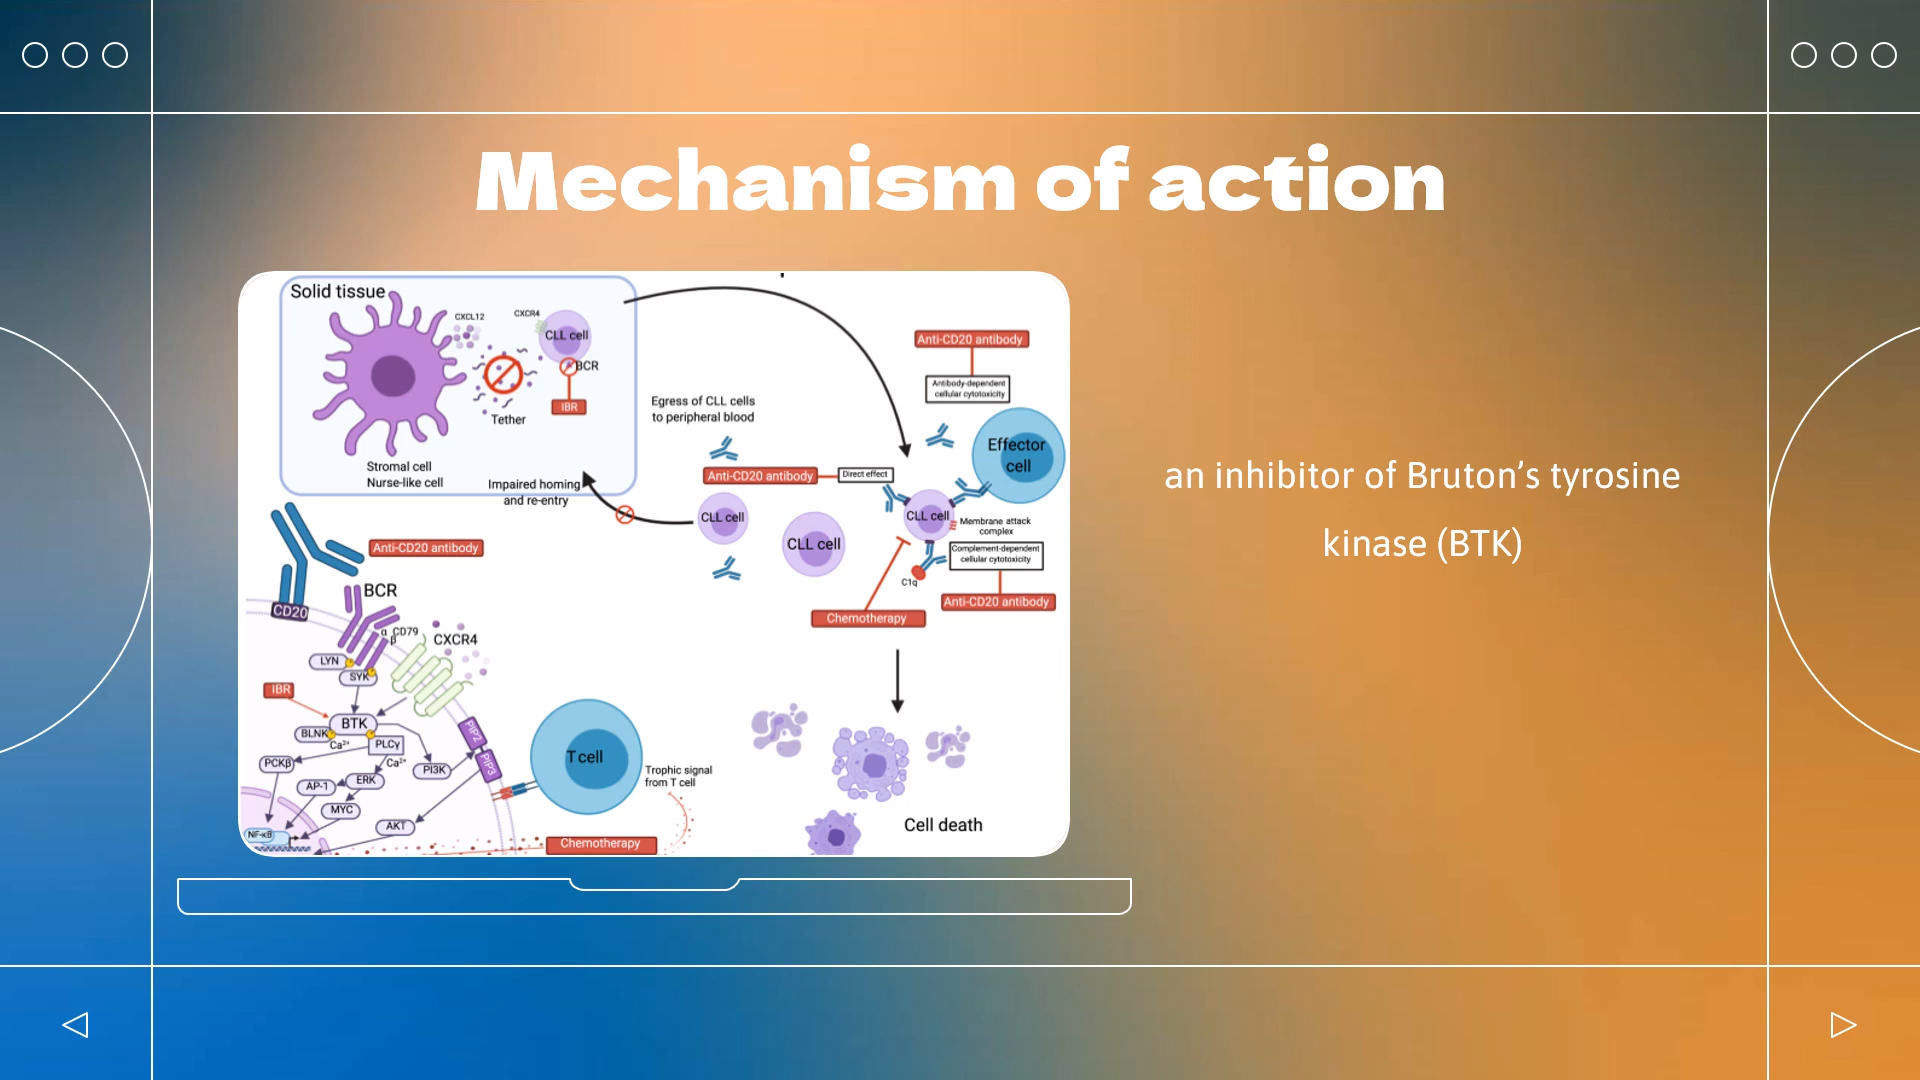 Mechanism of action
Solid tissue
CXCL12
CXCR4
CLL cell
BCR
IBR
Tether
Stromal cell
Nurse-like cell
Impaired homing
and re-entry
Egress of CLL cells
to peripheral blood
Anti-CD20 antibody
Direct effect
CLL cell
CLL cell
Anti-CD20 antibody
Antibody-dependent
cellular cytotoxicity
Effector
cell
CLL cell
Membrane attack
complex
Complement-dependent
cellular cytotoxicity
C1q
Anti-CD20 antibody
Chemotherapy
Anti-CD20 antibody
CD20
BCR
α CD79
β
CXCR4
LYN
SYK
IBR
BTK
BLNK
Ca²⁺
PLCγ
Ca²⁺
PCKβ
PI3K
AP-1
ERK
MYC
AKT
NF-κB
PIP2
PIP3
T cell
Trophic signal
from T cell
Chemotherapy
Cell death
an inhibitor of Bruton’s tyrosine
kinase (BTK)